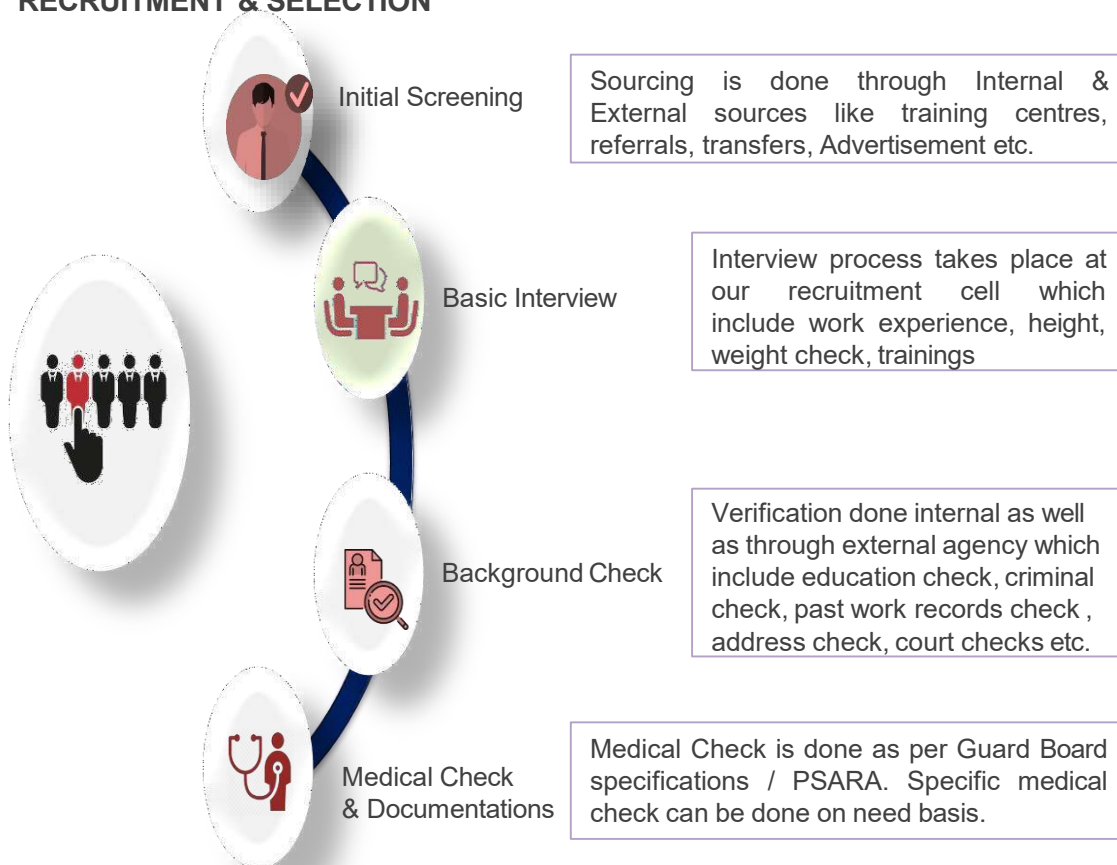 RECRUITMENT & SELECTION
Initial Screening
Sourcing is done through Internal &
External sources like training centres,
referrals, transfers, Advertisement etc.
Basic Interview
Interview process takes place at
our recruitment cell which
include work experience, height,
weight check, trainings
Background Check
Verification done internal as well
as through external agency which
include education check, criminal
check, past work records check ,
address check, court checks etc.
Medical Check
& Documentations
Medical Check is done as per Guard Board
specifications / PSARA. Specific medical
check can be done on need basis.